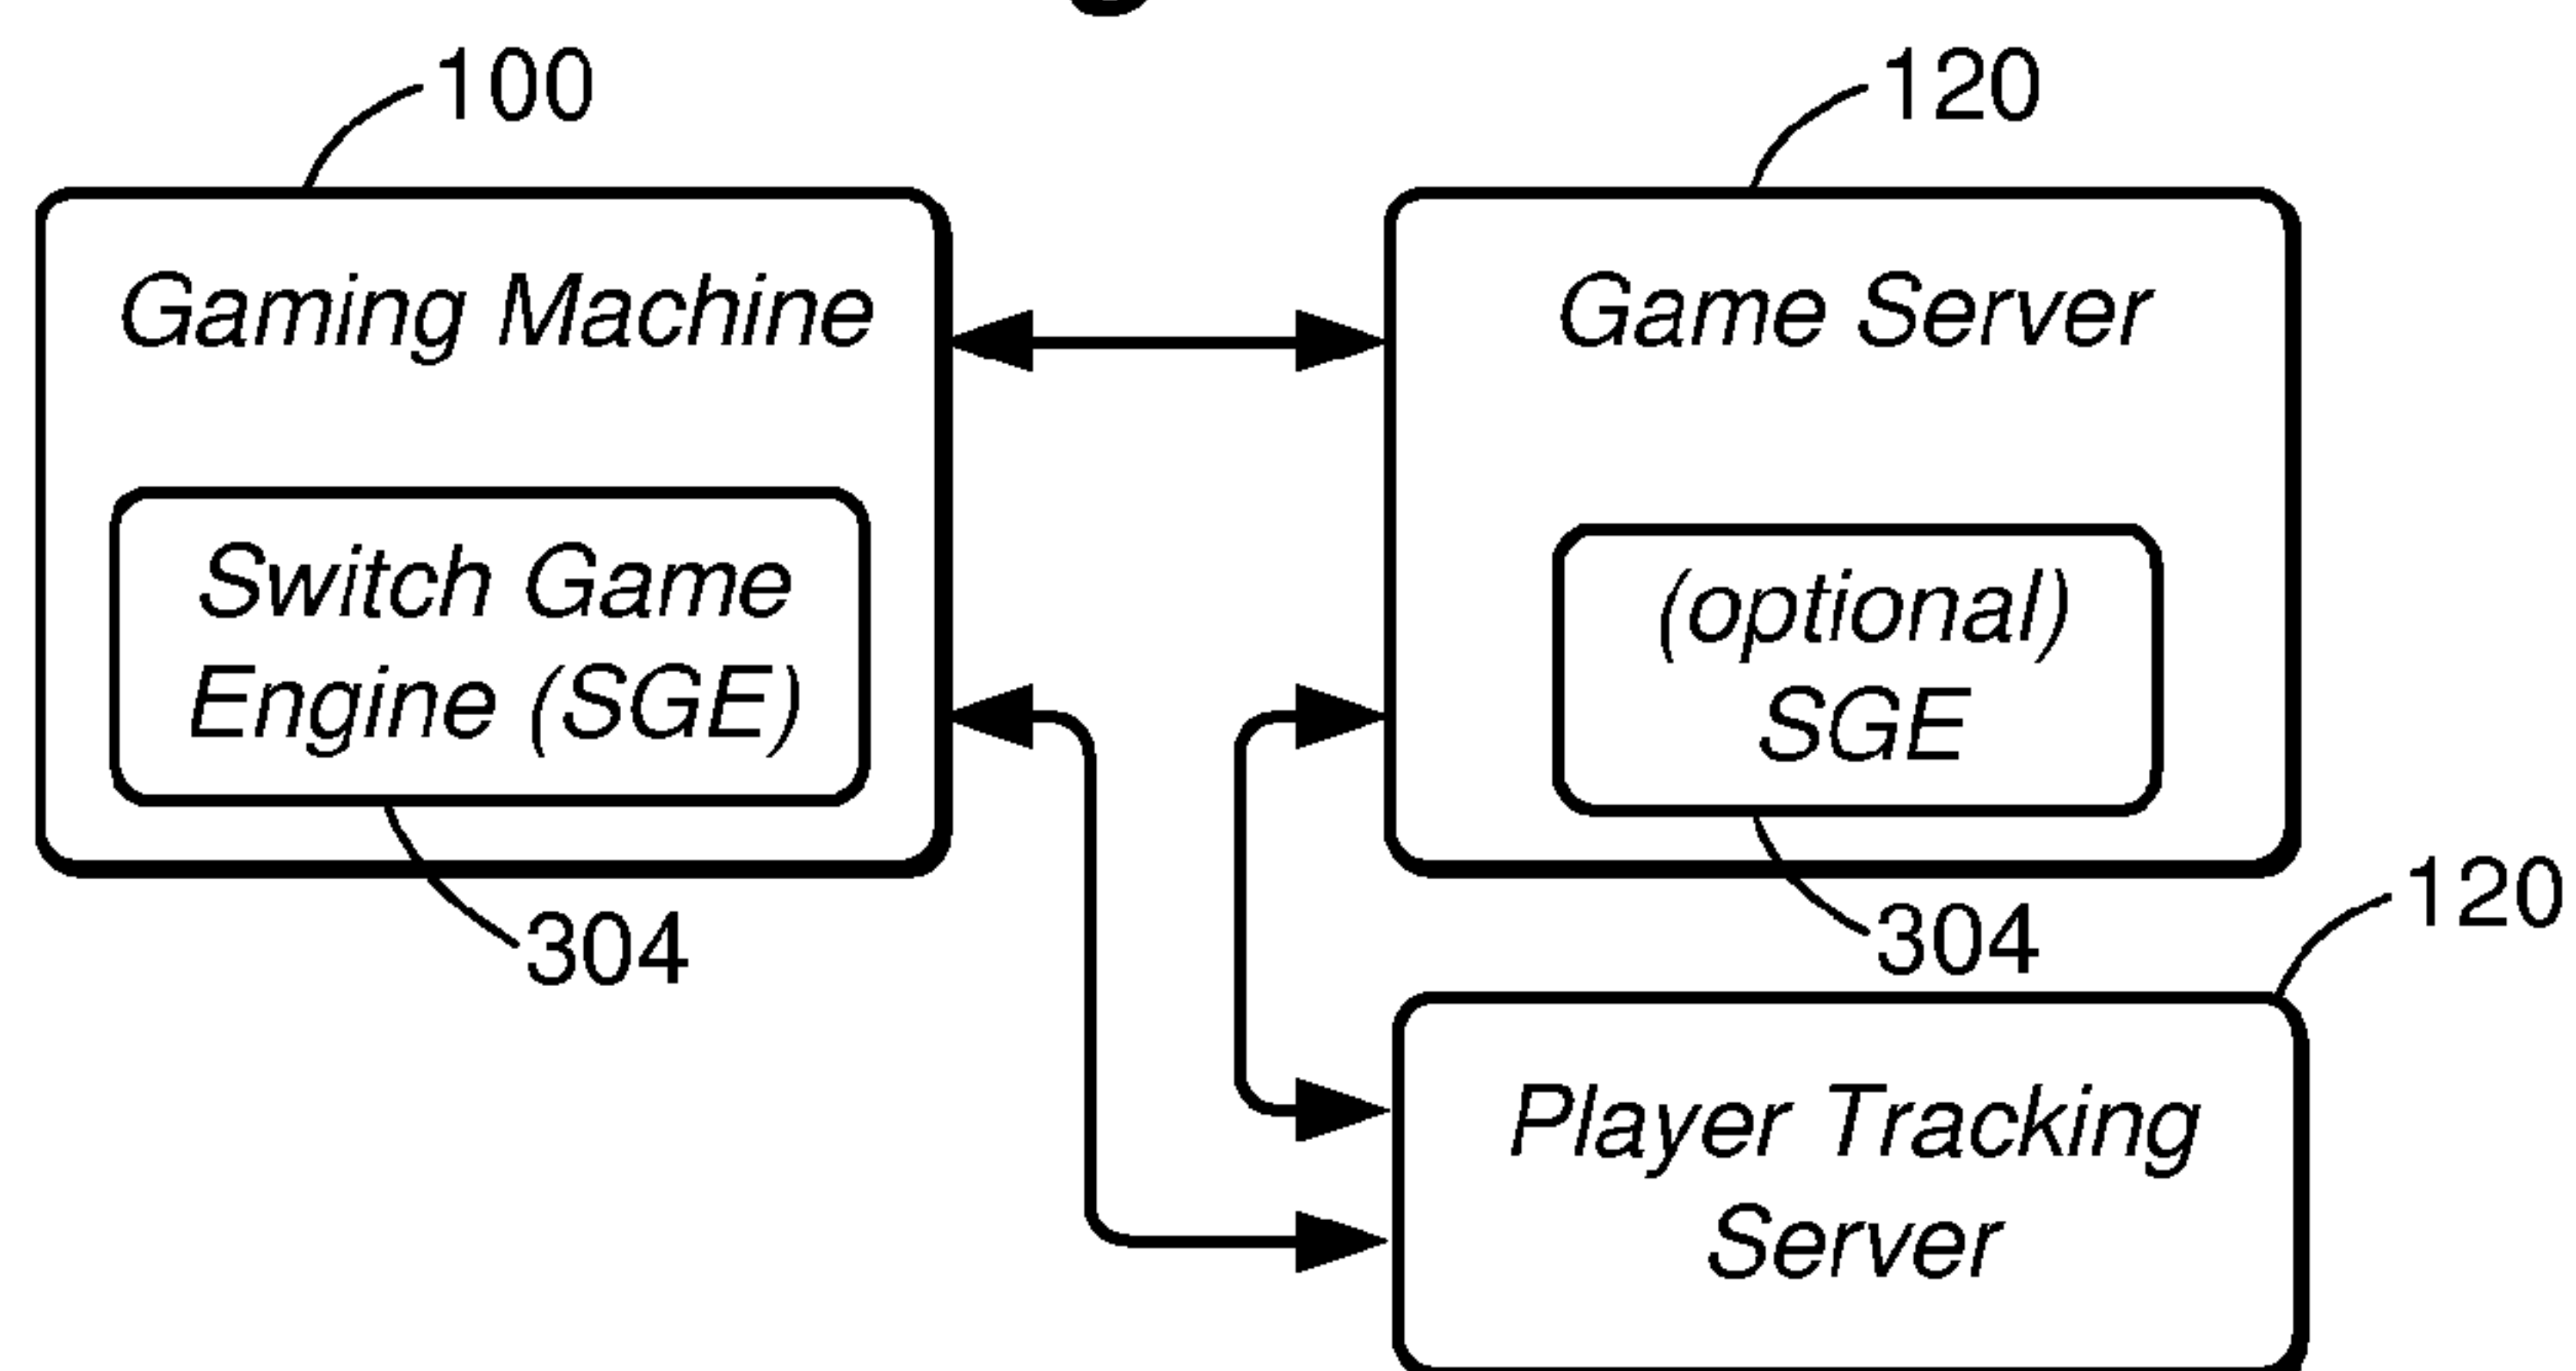 100
120
Gaming Machine
Game Server
Switch Game
Engine (SGE)
(optional)
SGE
304
304
120
Player Tracking
Server